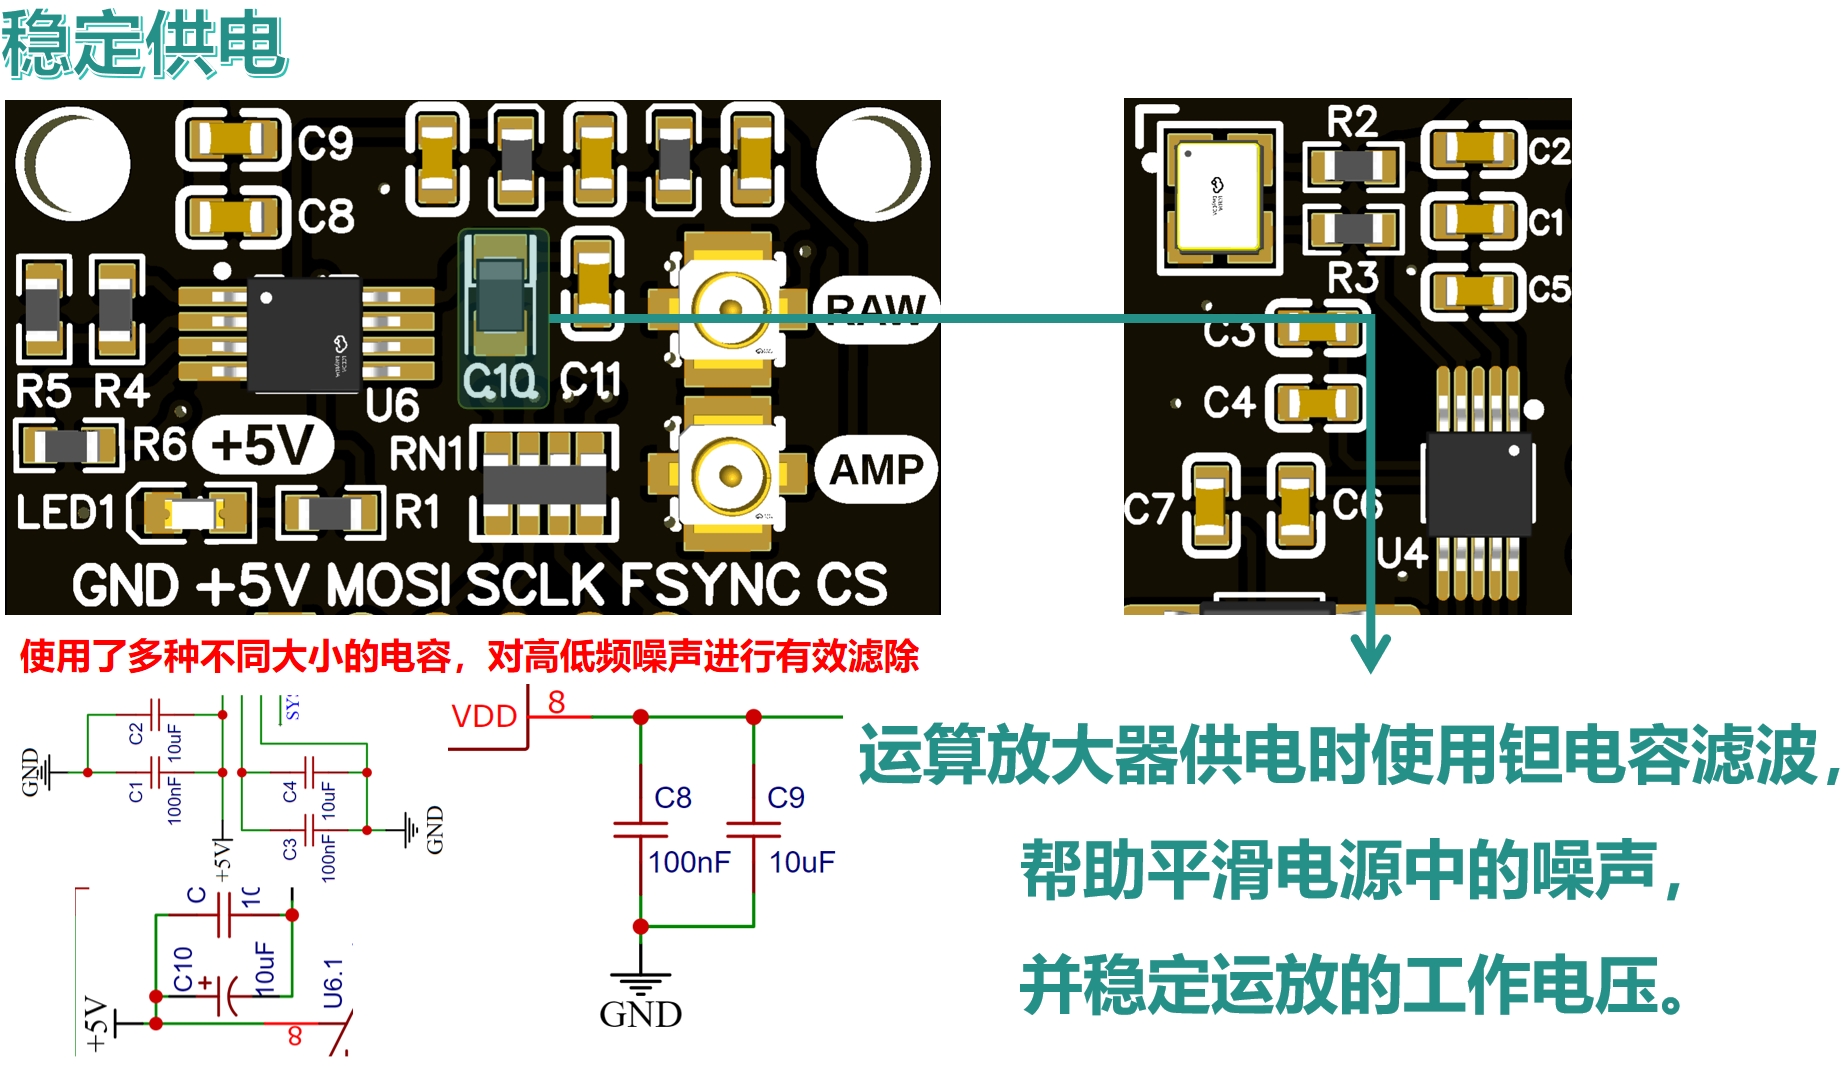 稳定供电
C9
C8
R5 R4
U6
C10 C11
RAW
R6 +5V
RN1
AMP
LED1 R1
GND +5V MOSI SCLK FSYNC CS
R2
C2
C1
R3
C5
C3
C4
C7 C6
U4
使用了多种不同大小的电容，对高低频噪声进行有效滤除
C2
10uF
C1
100nF
GND
+5V
C4
10uF
C3
100nF
GND
C
C10
10uF
+5V
U6.1
8
VDD 8
C8
100nF
C9
10uF
GND
运算放大器供电时使用钽电容滤波，
帮助平滑电源中的噪声，
并稳定运放的工作电压。